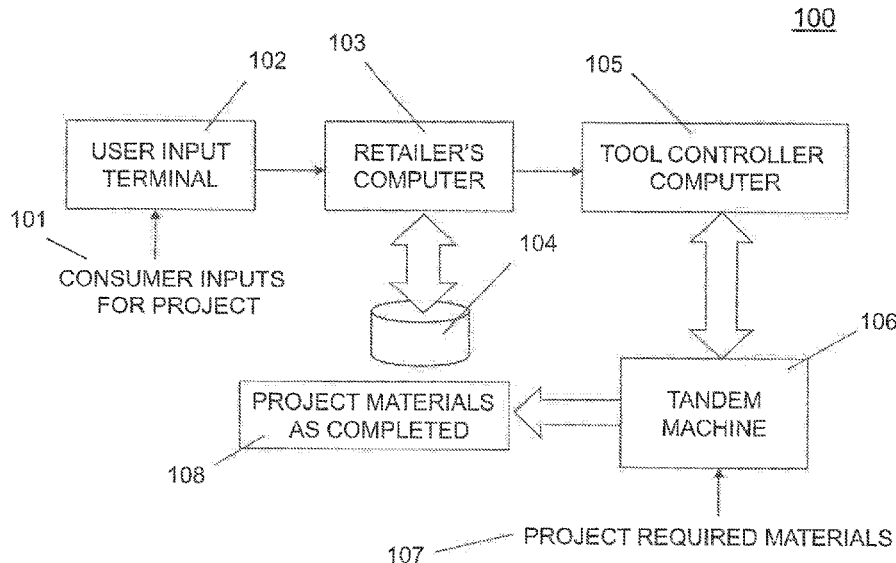 100
102
103
105
USER INPUT
TERMINAL
RETAILER'S
COMPUTER
TOOL CONTROLLER
COMPUTER
101
CONSUMER INPUTS
FOR PROJECT
104
106
PROJECT MATERIALS
AS COMPLETED
108
TANDEM
MACHINE
107
PROJECT REQUIRED MATERIALS